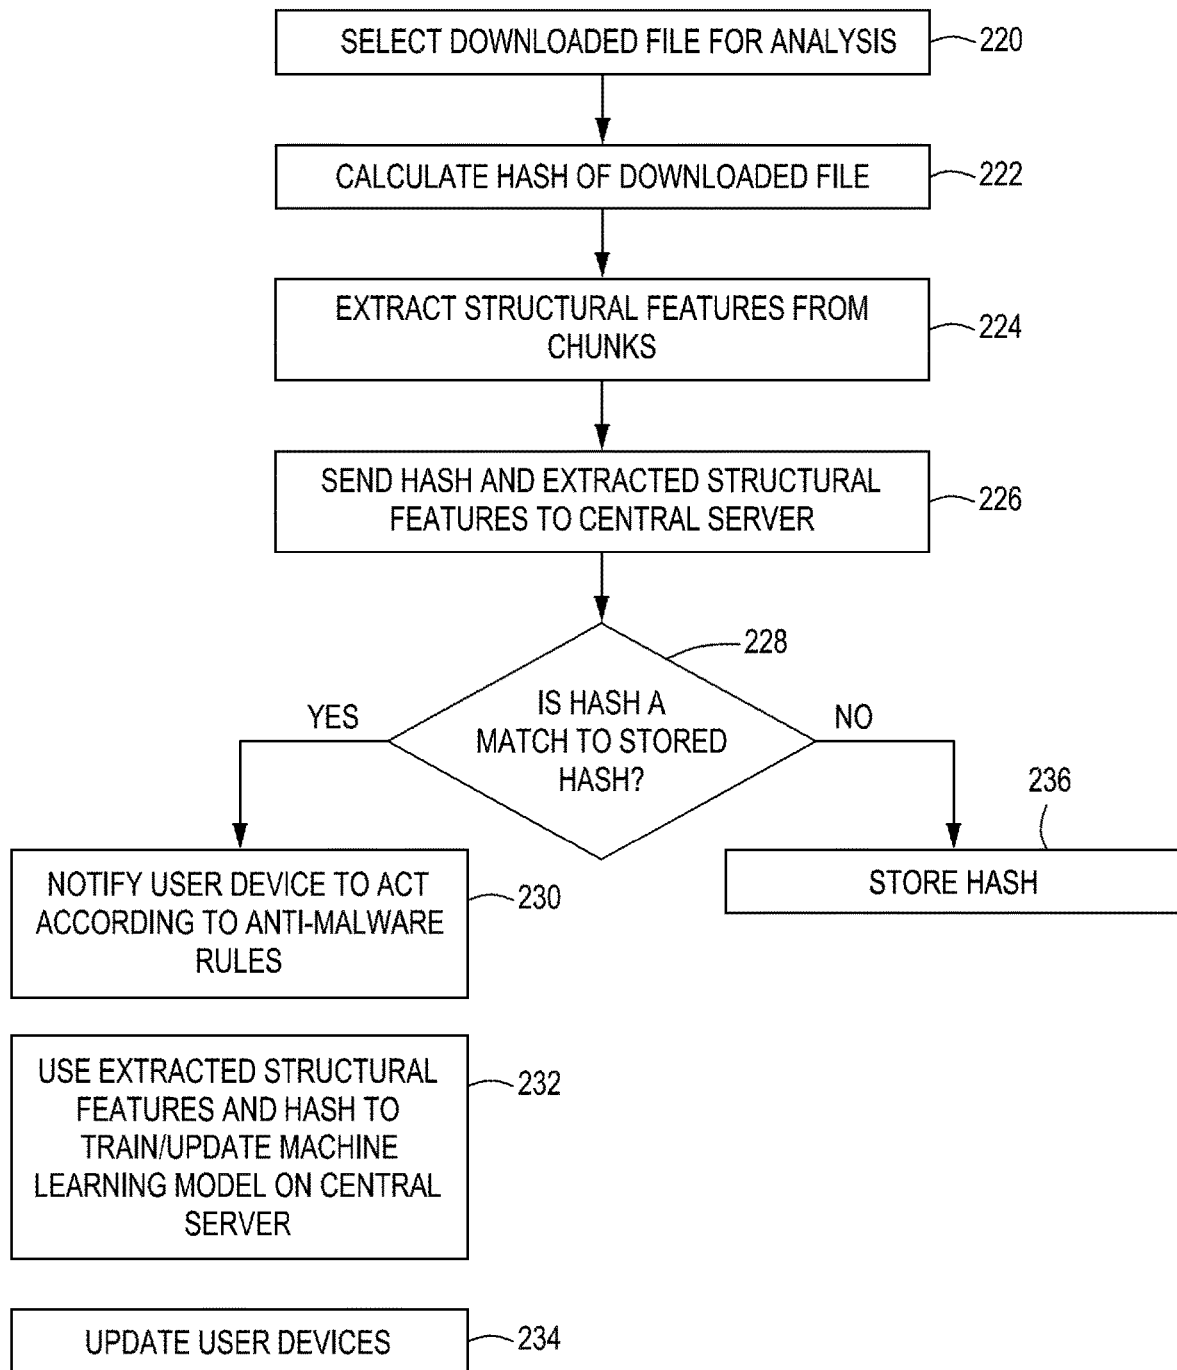 SELECT DOWNLOADED FILE FOR ANALYSIS
220
CALCULATE HASH OF DOWNLOADED FILE
222
EXTRACT STRUCTURAL FEATURES FROM
CHUNKS
224
SEND HASH AND EXTRACTED STRUCTURAL
FEATURES TO CENTRAL SERVER
226
228
IS HASH A
MATCH TO STORED
HASH?
YES
NO
NOTIFY USER DEVICE TO ACT
ACCORDING TO ANTI-MALWARE
RULES
230
236
STORE HASH
USE EXTRACTED STRUCTURAL
FEATURES AND HASH TO
TRAIN/UPDATE MACHINE
LEARNING MODEL ON CENTRAL
SERVER
232
UPDATE USER DEVICES
234